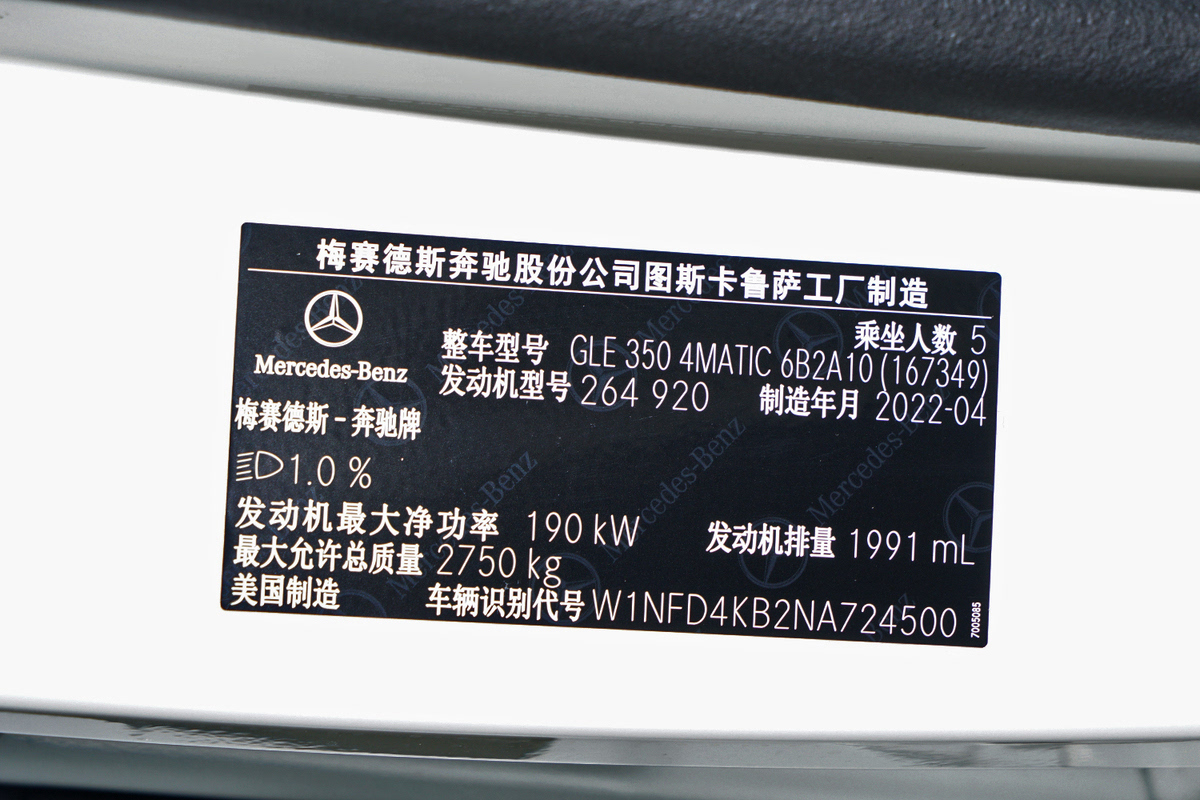 梅赛德斯奔驰股份公司图斯卡鲁萨工厂制造
乘坐人数 5
Mercedes-Benz
整车型号 GLE 350 4MATIC 6B2A10 (167349)
发动机型号 264 920 制造年月 2022-04
梅赛德斯-奔驰牌
1.0 %
发动机最大净功率 190 kW 发动机排量 1991 mL
最大允许总质量 2750 kg
美国制造 车辆识别代号 W1NFD4KB2NA724500
7005085